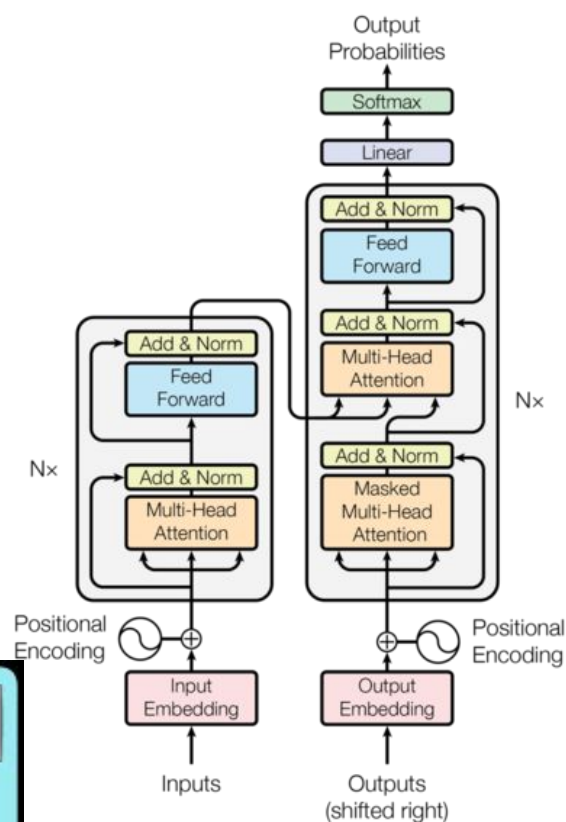 Output
Probabilities
Softmax
Linear
Add & Norm
Feed
Forward
Add & Norm
Multi-Head
Attention
Add & Norm
Masked
Multi-Head
Attention
N×
Add & Norm
Feed
Forward
N×
Add & Norm
Multi-Head
Attention
Positional
Encoding
Positional
Encoding
Input
Embedding
Output
Embedding
Inputs
Outputs
(shifted right)